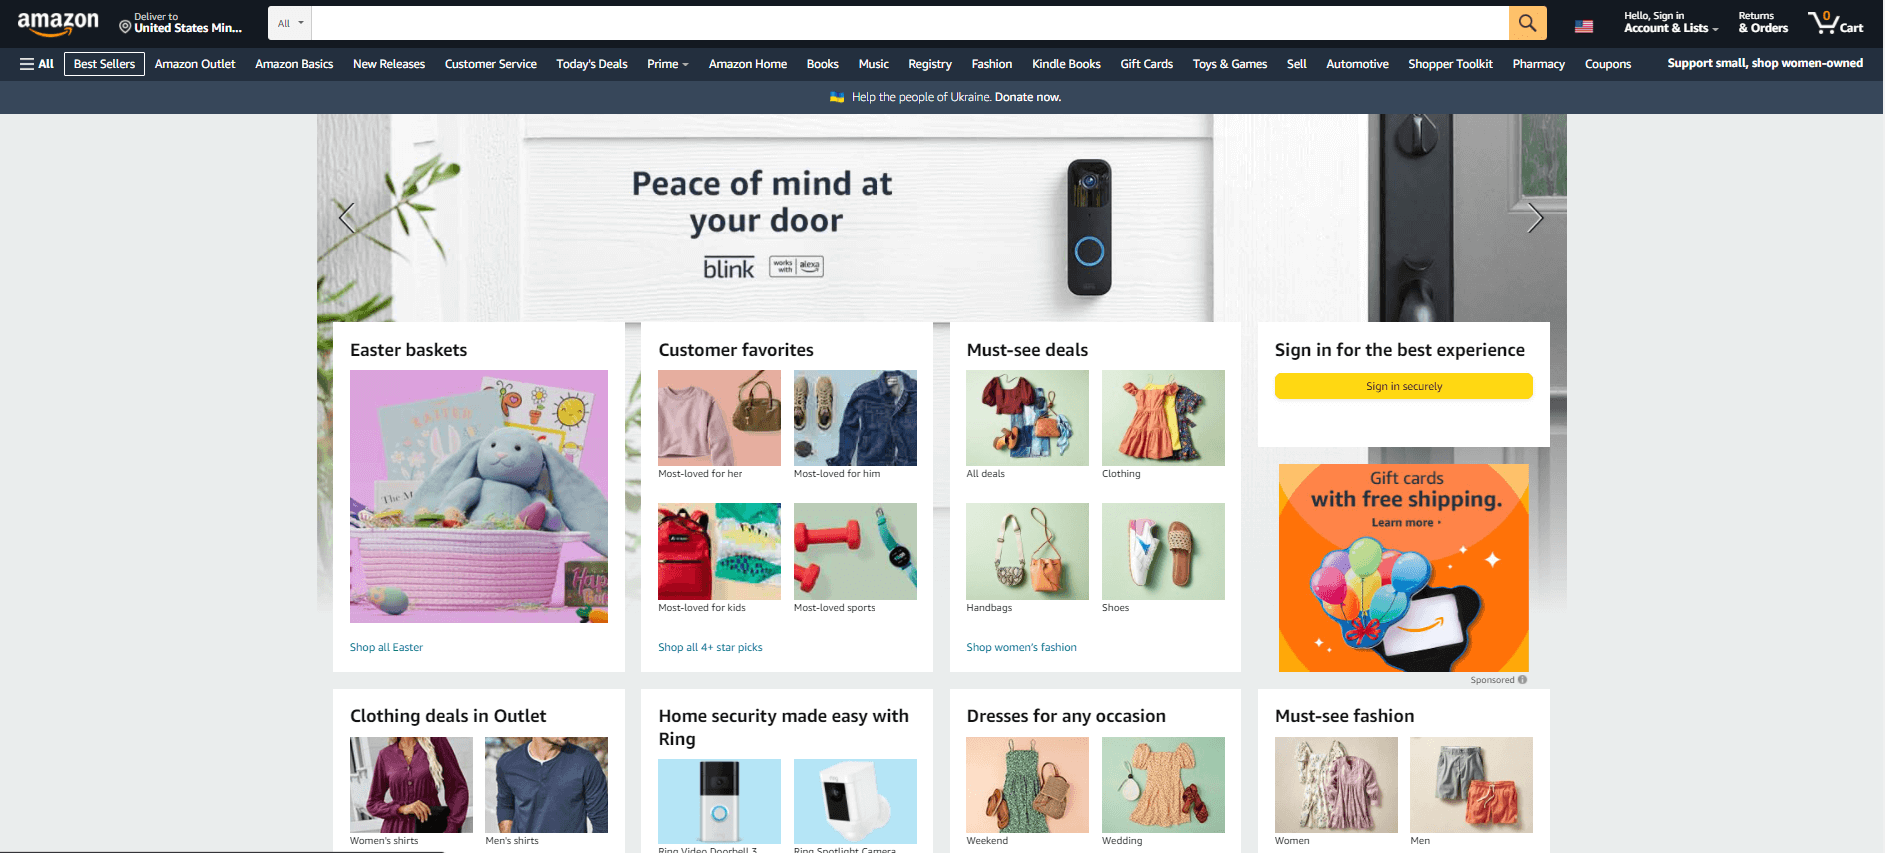 amazon
Deliver to
United States Min...
All
0
Hello, Sign in
Account & Lists
Returns
& Orders
Cart
All
Best Sellers
Amazon Outlet
Amazon Basics
New Releases
Customer Service
Today's Deals
Prime
Amazon Home
Books
Music
Registry
Fashion
Kindle Books
Gift Cards
Toys & Games
Sell
Automotive
Shopper Toolkit
Pharmacy
Coupons
Support small, shop women-owned
Help the people of Ukraine. Donate now.
Peace of mind at
your door
blink
works with alexa
Easter baskets
EASTER
The
Shop all Easter
Customer favorites
Most-loved for her
Most-loved for him
Most-loved for kids
Most-loved sports
Shop all 4+ star picks
Must-see deals
All deals
Clothing
Handbags
Shoes
Shop women's fashion
Sign in for the best experience
Sign in securely
Gift cards
with free shipping.
Learn more ›
Sponsored
Clothing deals in Outlet
Women's shirts
Men's shirts
Home security made easy with
Ring
Ring Video Doorbell 3
Ring Spotlight Camera
Dresses for any occasion
Weekend
Wedding
Must-see fashion
Women
Men